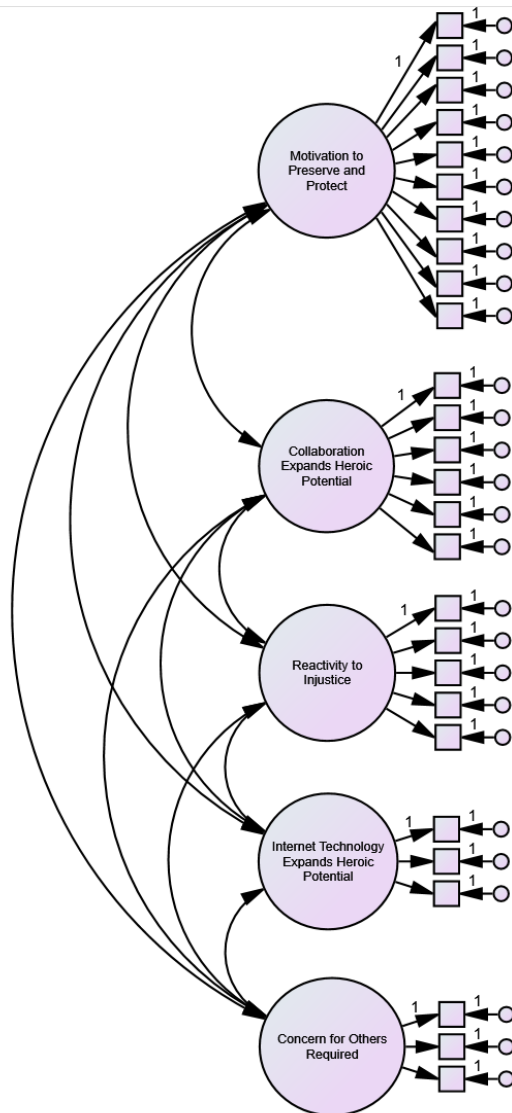 Motivation to
Preserve and
Protect
1
1
1
1
1
1
1
1
1
1
1
Collaboration
Expands Heroic
Potential
1
1
1
1
1
1
1
Reactivity to
Injustice
1
1
1
1
1
1
Internet Technology
Expands Heroic
Potential
1
1
1
1
Concern for Others
Required
1
1
1
1